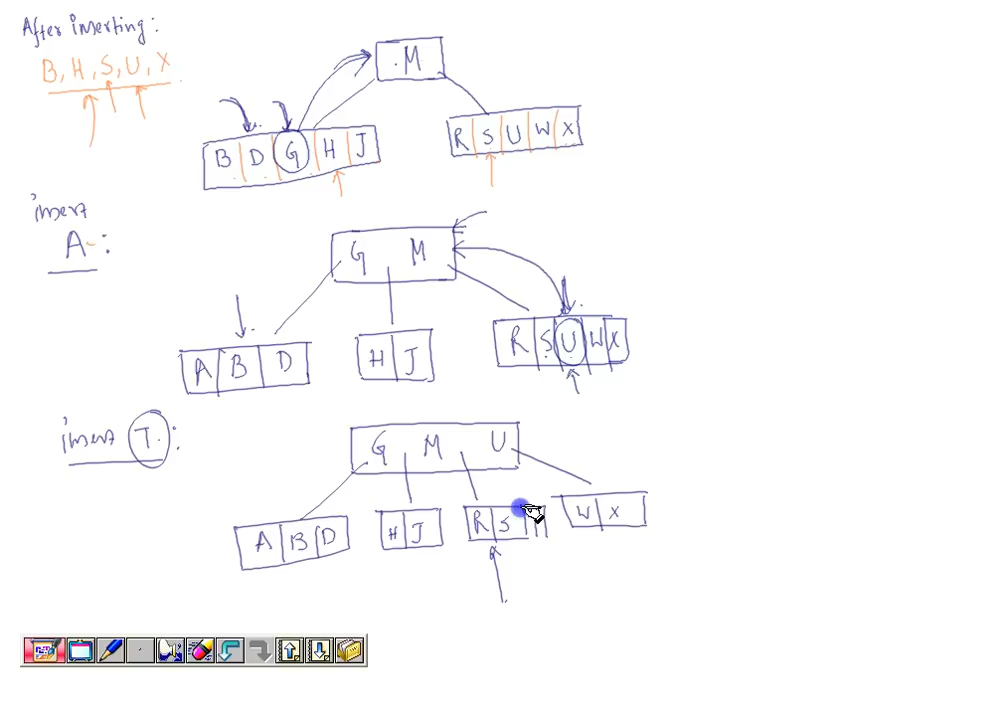 After inserting:
B, H, S, U, X
M
B D G H J
R S U W X
insert
A:
G M
A B D
H J
R S U W X
insert T:
G M U
A B D
H J
R S
W X